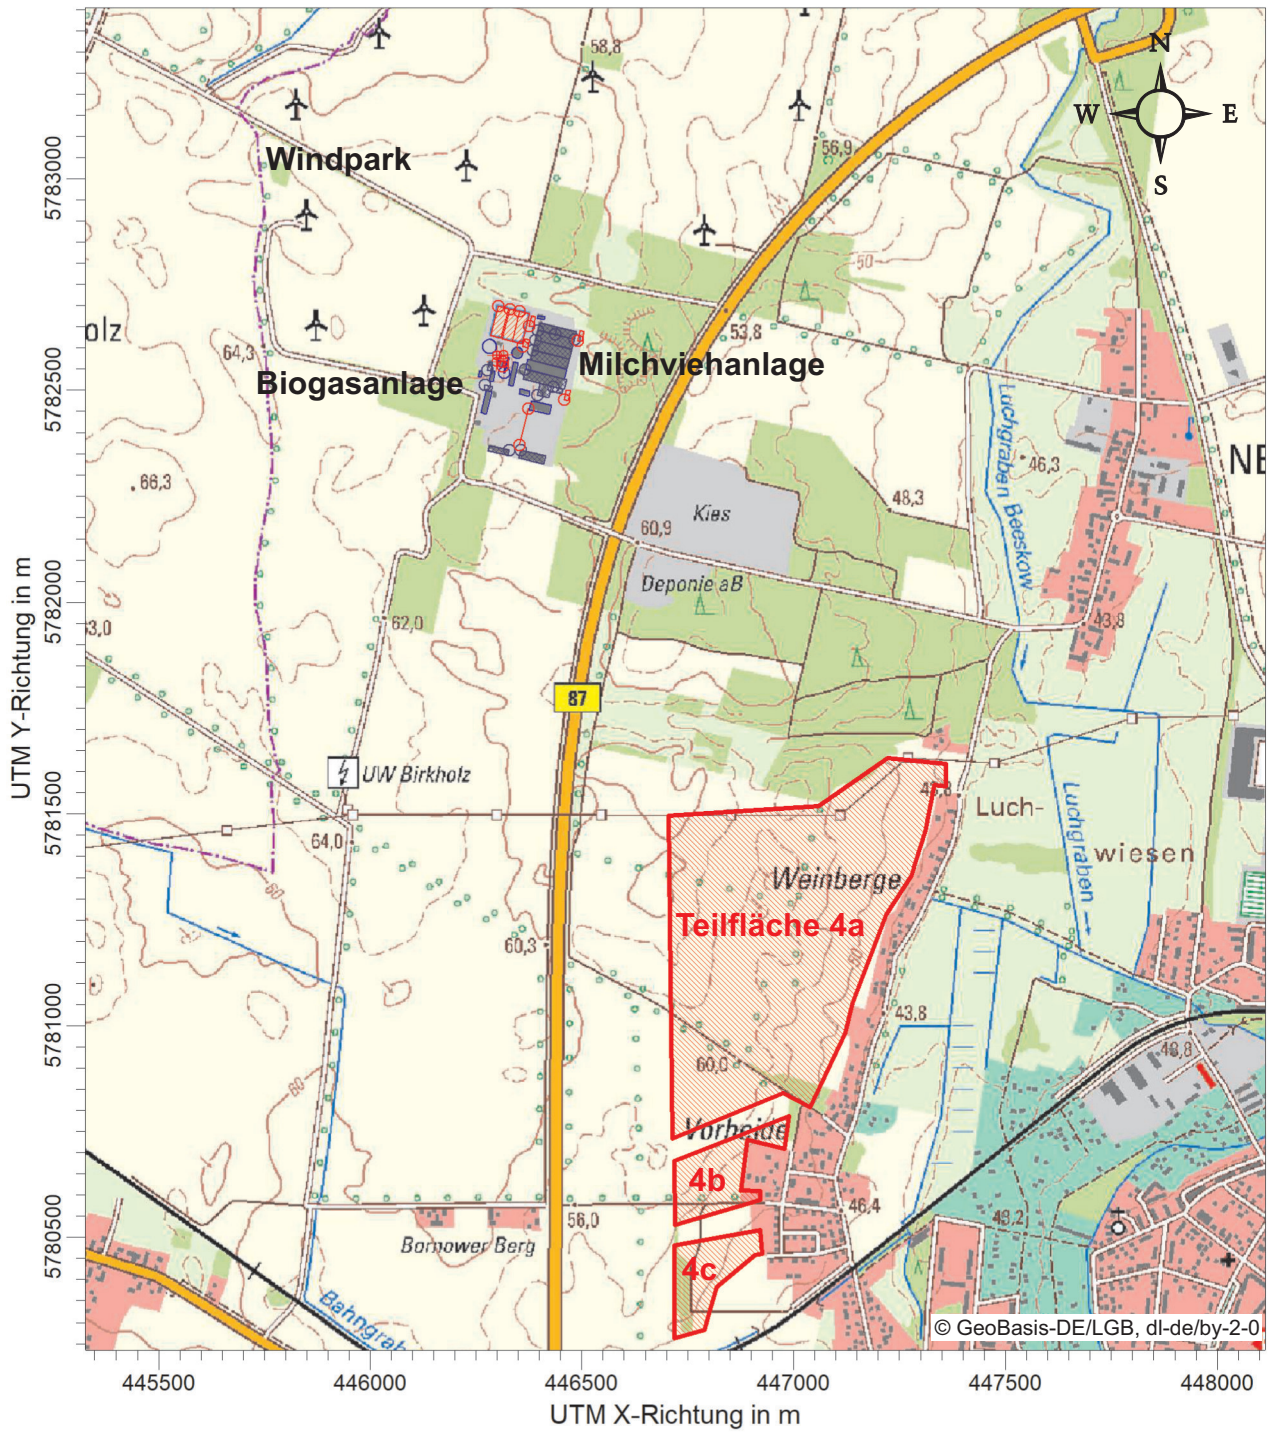 58,8
N
W
E
S
56,9
Windpark
50
53,8
olz
64,3
Milchviehanlage
Biogasanlage
Luchgraben Beeskow
46,3
NE
66,3
48,3
Kies
60,9
Deponie aB
62,0
43,8
3,0
87
UW Birkholz
Luch-
wiesen
Luchgraben
64,0
60
Weinberge
Teilfläche 4a
60,3
50
43,8
60,0
48,8
60
Vorheide
4b
46,4
56,0
48,2
Bornower Berg
4c
Bahngrab
© GeoBasis-DE/LGB, dl-de/by-2-0
5783000
5782500
5782000
5781500
5781000
5780500
UTM Y-Richtung in m
445500
446000
446500
447000
447500
448000
UTM X-Richtung in m